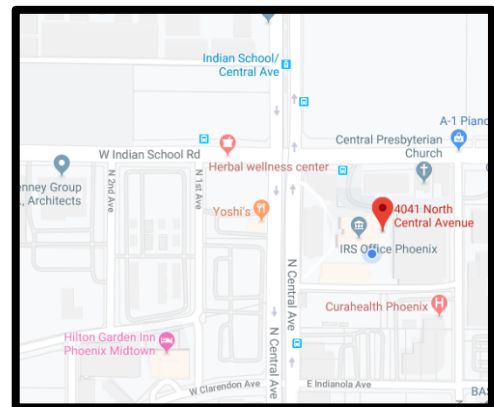 Indian School/
Central Ave
A-1 Piano
Central Presbyterian
Church
W Indian School Rd
Herbal wellness center
enney Group
, Architects
N 2nd Ave
N 1st Ave
Yoshi's
4041 North
Central Avenue
IRS Office Phoenix
N Central Ave
Curahealth Phoenix
H
Hilton Garden Inn
Phoenix Midtown
N Central Ave
W Clarendon Ave
E Indianola Ave
BAS